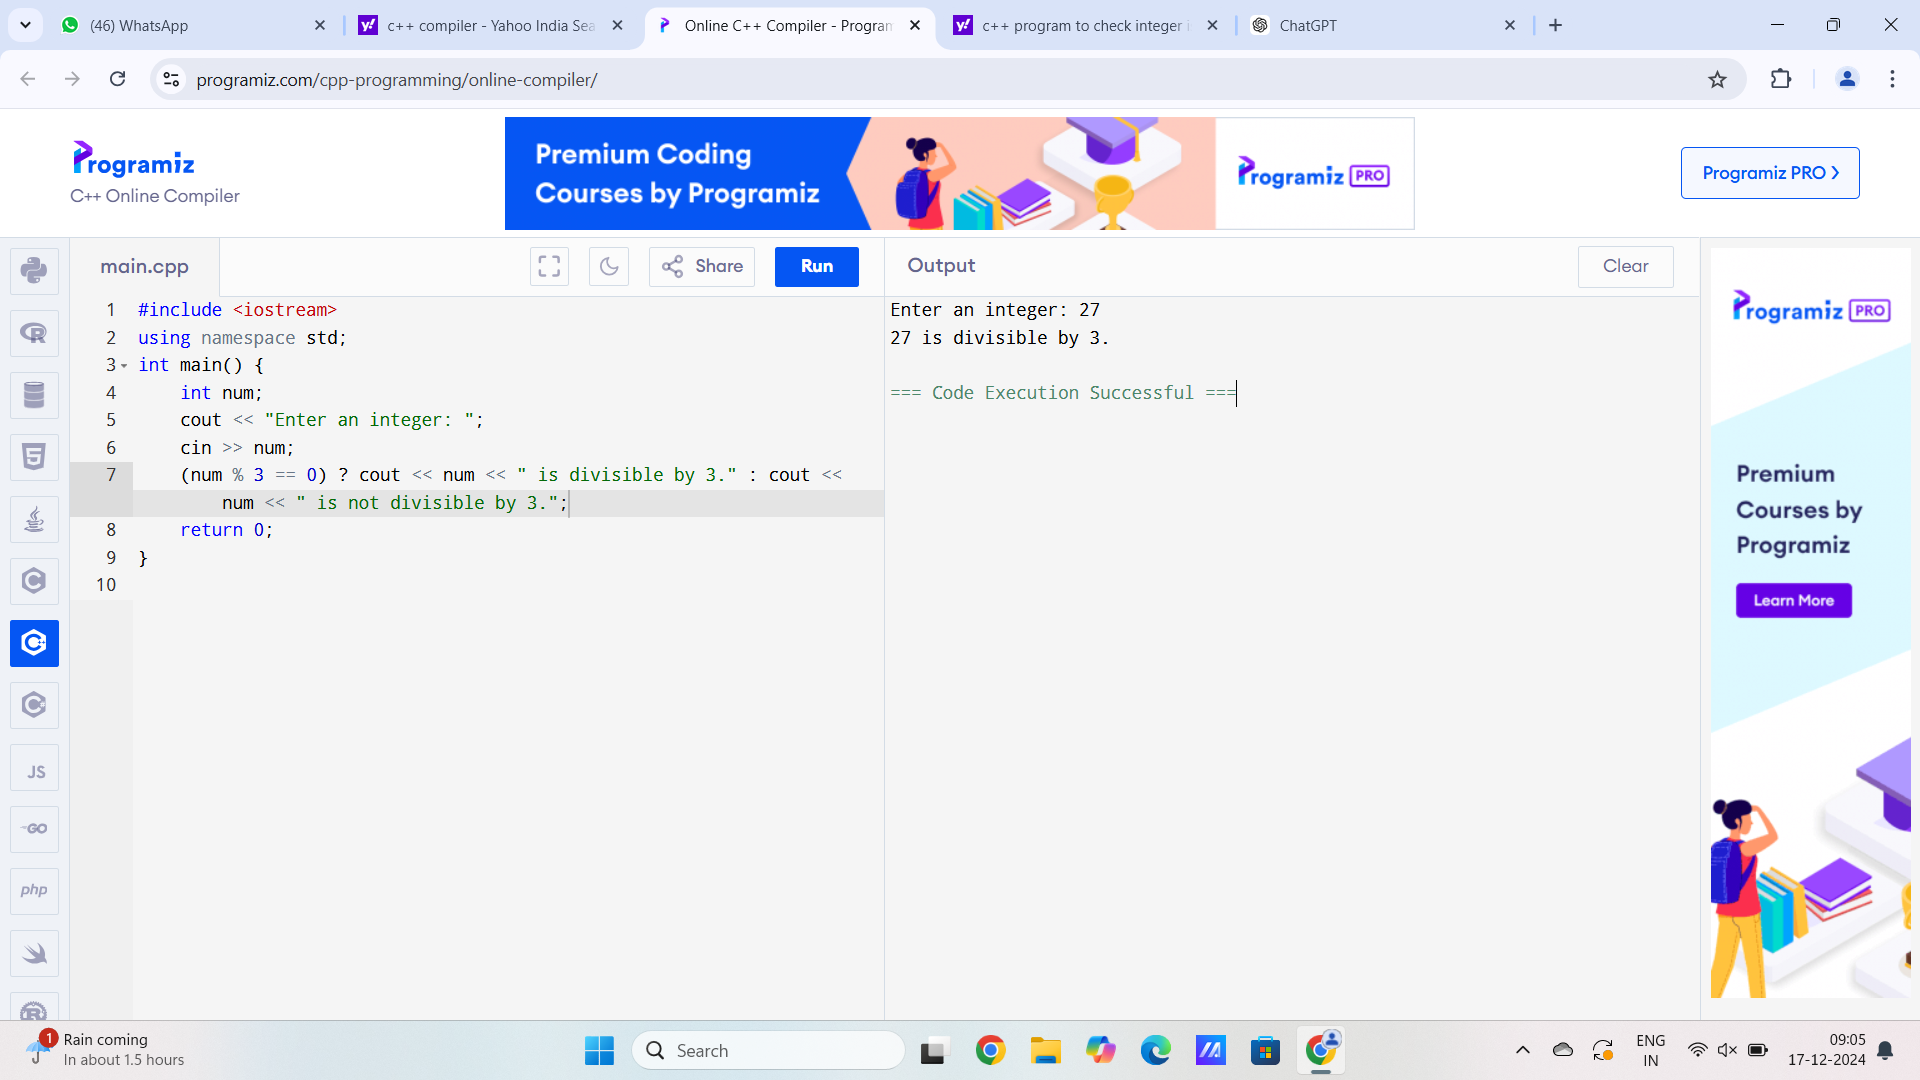 (46) WhatsApp
c++ compiler - Yahoo India Sea
Online C++ Compiler - Program
c++ program to check integer i
ChatGPT
programiz.com/cpp-programming/online-compiler/
Programiz
C++ Online Compiler
Premium Coding
Courses by Programiz
Programiz PRO
Programiz PRO
main.cpp
Share
Run
Output
Clear
1 #include <iostream>
2 using namespace std;
3 int main() {
4 int num;
5 cout << "Enter an integer: ";
6 cin >> num;
7 (num % 3 == 0) ? cout << num << " is divisible by 3." : cout <<
num << " is not divisible by 3.";
8 return 0;
9 }
10
Enter an integer: 27
27 is divisible by 3.
=== Code Execution Successful ===
JS
GO
php
Programiz PRO
Premium
Courses by
Programiz
Learn More
1
Rain coming
In about 1.5 hours
Search
ENG
IN
09:05
17-12-2024